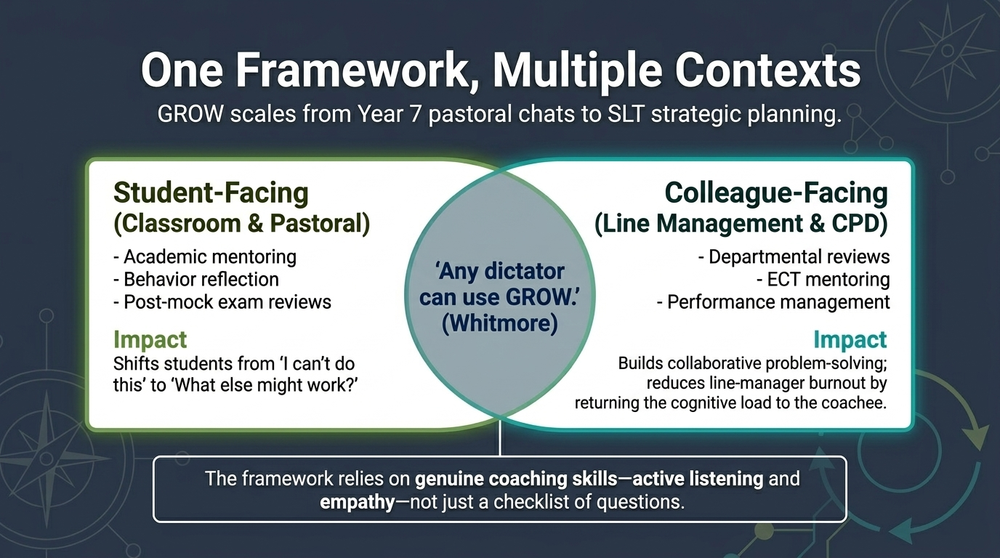 One Framework, Multiple Contexts
GROW scales from Year 7 pastoral chats to SLT strategic planning.
Student-Facing
(Classroom & Pastoral)
- Academic mentoring
- Behavior reflection
- Post-mock exam reviews
Impact
Shifts students from ‘I can’t do
this’ to ‘What else might work?’
‘Any dictator
can use GROW.’
(Whitmore)
Colleague-Facing
(Line Management & CPD)
- Departmental reviews
- ECT mentoring
- Performance management
Impact
Builds collaborative problem-solving;
reduces line-manager burnout by
returning the cognitive load to the coachee.
The framework relies on genuine coaching skills—active listening and
empathy—not just a checklist of questions.